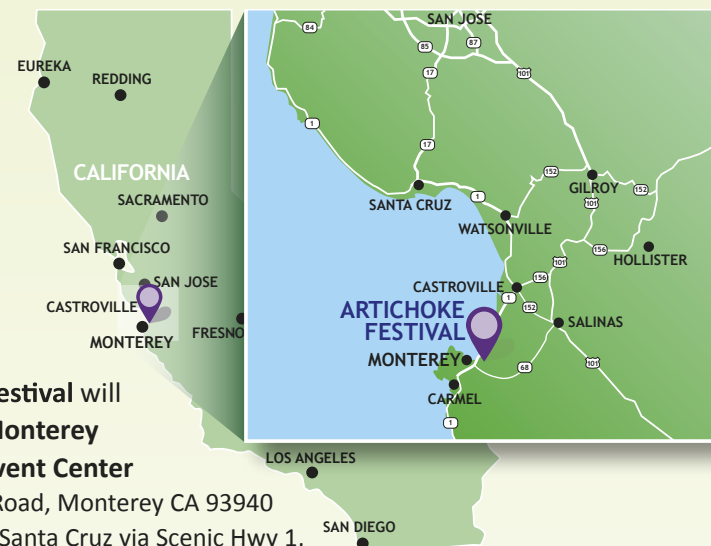 EUREKA
REDDING
CALIFORNIA
SACRAMENTO
SAN FRANCISCO
SAN JOSE
CASTROVILLE
MONTEREY
FRESNO
LOS ANGELES
SAN DIEGO
SAN JOSE
84
85
87
17
101
1
17
152
GILROY
152
SANTA CRUZ
1
101
WATSONVILLE
156
HOLLISTER
101
CASTROVILLE
156
1
152
ARTICHOKE
FESTIVAL
SALINAS
MONTEREY
68
101
CARMEL
1
estival will
Monterey
vent Center
Road, Monterey CA 93940
Santa Cruz via Scenic Hwy 1.